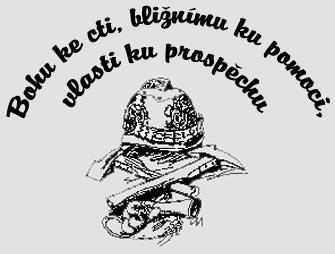 Bohu ke cti, bližnímu ku pomoci,
vlasti ku prospěchu